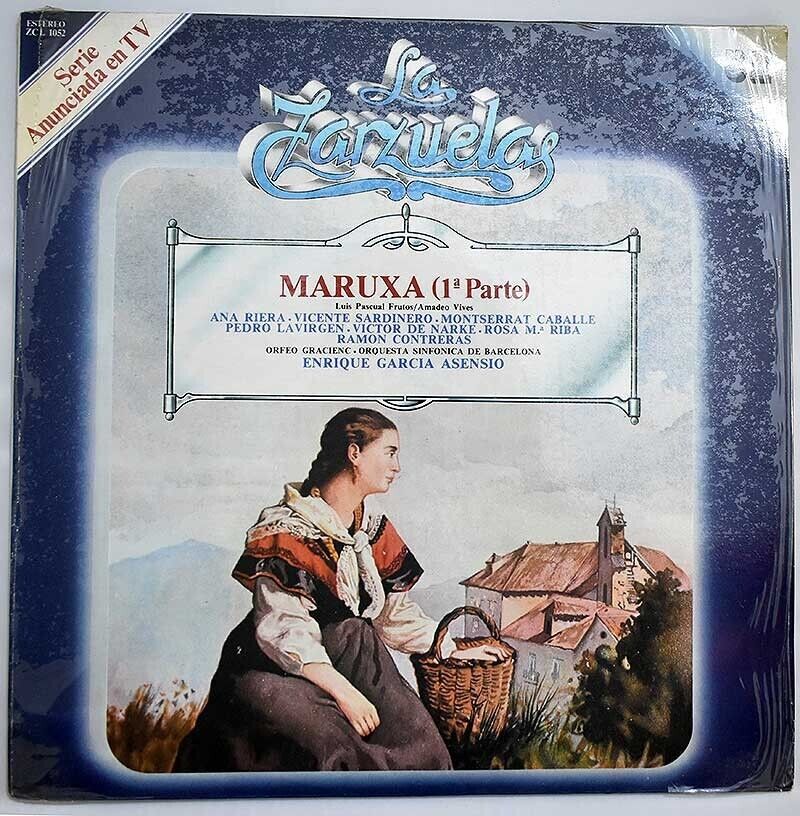 ESTEREO
ZCL 1052
Serie
Anunciada en TV
La
Zarzuelas
MARUXA (1ª Parte)
Luis Pascual Frutos/Amadeo Vives
ANA RIERA · VICENTE SARDINERO · MONTSERRAT CABALLE
PEDRO LAVIRGEN · VICTOR DE NARKE · ROSA M.ª RIBA
RAMON CONTRERAS
ORFEO GRACIENC · ORQUESTA SINFONICA DE BARCELONA
ENRIQUE GARCIA ASENSIO